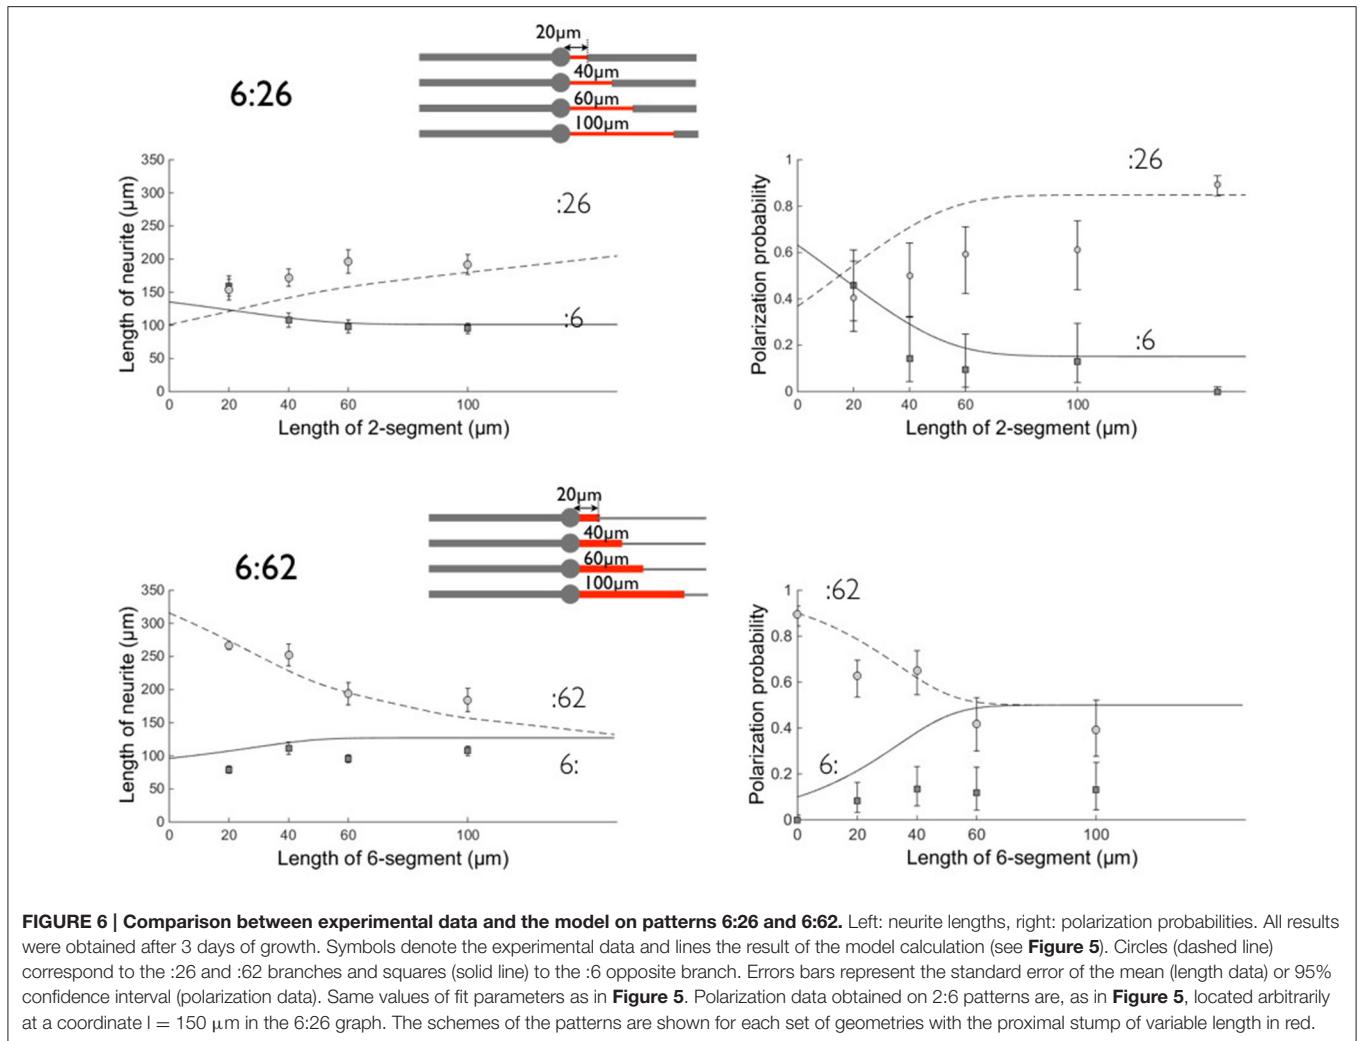 20µm
40µm
60µm
100µm
6:26
350
300
250
200
150
100
50
0
Length of neurite (µm)
:26
:6
0 20 40 60 100
Length of 2-segment (µm)
1
0.8
0.6
0.4
0.2
0
Polarization probability
:26
:6
0 20 40 60 100
Length of 2-segment (µm)
20µm
40µm
60µm
100µm
6:62
350
300
250
200
150
100
50
0
Length of neurite (µm)
:62
6:
0 20 40 60 100
Length of 6-segment (µm)
1
0.8
0.6
0.4
0.2
0
Polarization probability
:62
6:
0 20 40 60 100
Length of 6-segment (µm)
FIGURE 6 | Comparison between experimental data and the model on patterns 6:26 and 6:62. Left: neurite lengths, right: polarization probabilities. All results
were obtained after 3 days of growth. Symbols denote the experimental data and lines the result of the model calculation (see Figure 5). Circles (dashed line)
correspond to the :26 and :62 branches and squares (solid line) to the :6 opposite branch. Errors bars represent the standard error of the mean (length data) or 95%
confidence interval (polarization data). Same values of fit parameters as in Figure 5. Polarization data obtained on 2:6 patterns are, as in Figure 5, located arbitrarily
at a coordinate l = 150 µm in the 6:26 graph. The schemes of the patterns are shown for each set of geometries with the proximal stump of variable length in red.